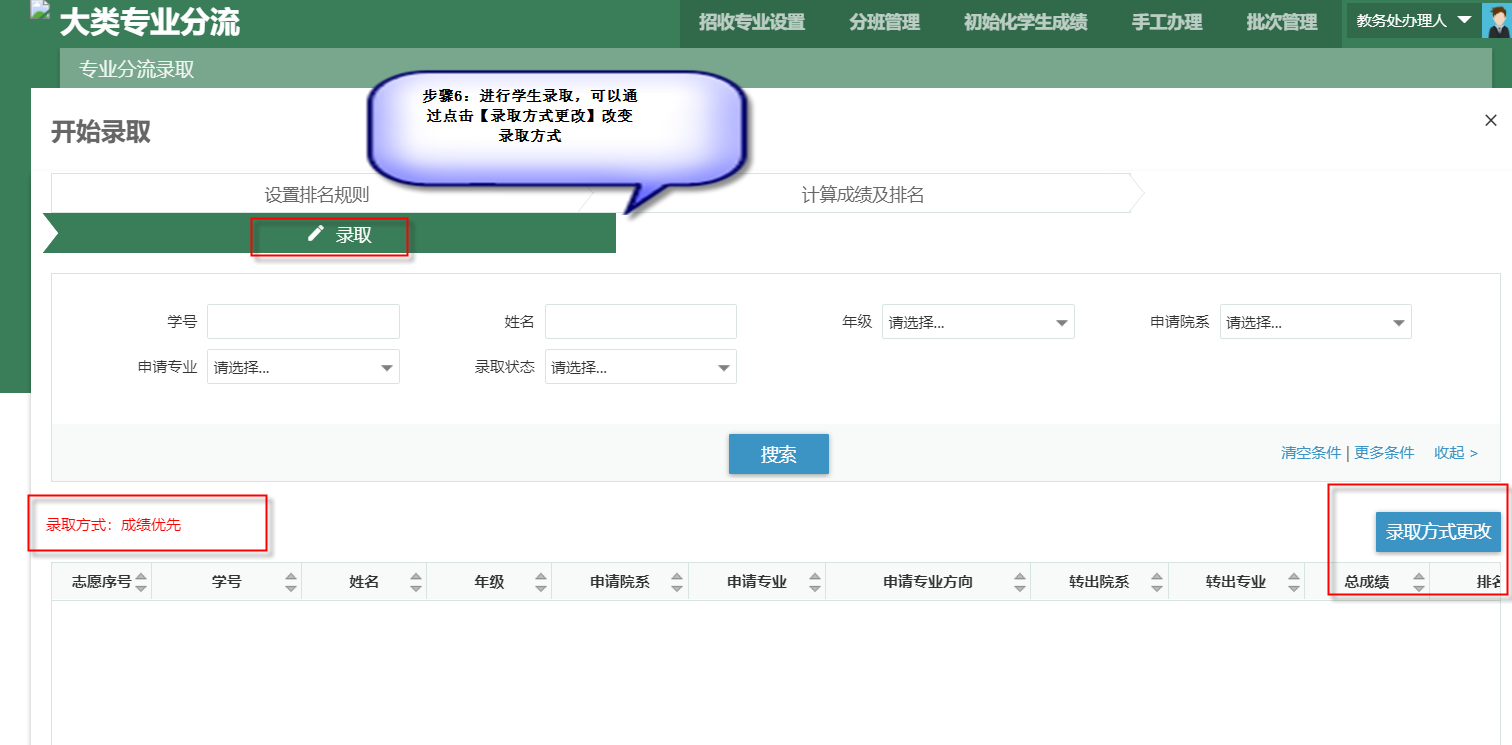 大类专业分流
招收专业设置 分班管理 初始化学生成绩 手工办理 批次管理 教务处办理人
专业分流录取
步骤6：进行学生录取，可以通
过点击【录取方式更改】改变
录取方式
开始录取
设置排名规则 计算成绩及排名
录取
学号 姓名 年级 请选择... 申请院系 请选择...
申请专业 请选择... 录取状态 请选择...
搜索 清空条件 | 更多条件 收起 >
录取方式：成绩优先 录取方式更改
志愿序号 学号 姓名 年级 申请院系 申请专业 申请专业方向 转出院系 转出专业 总成绩 排名